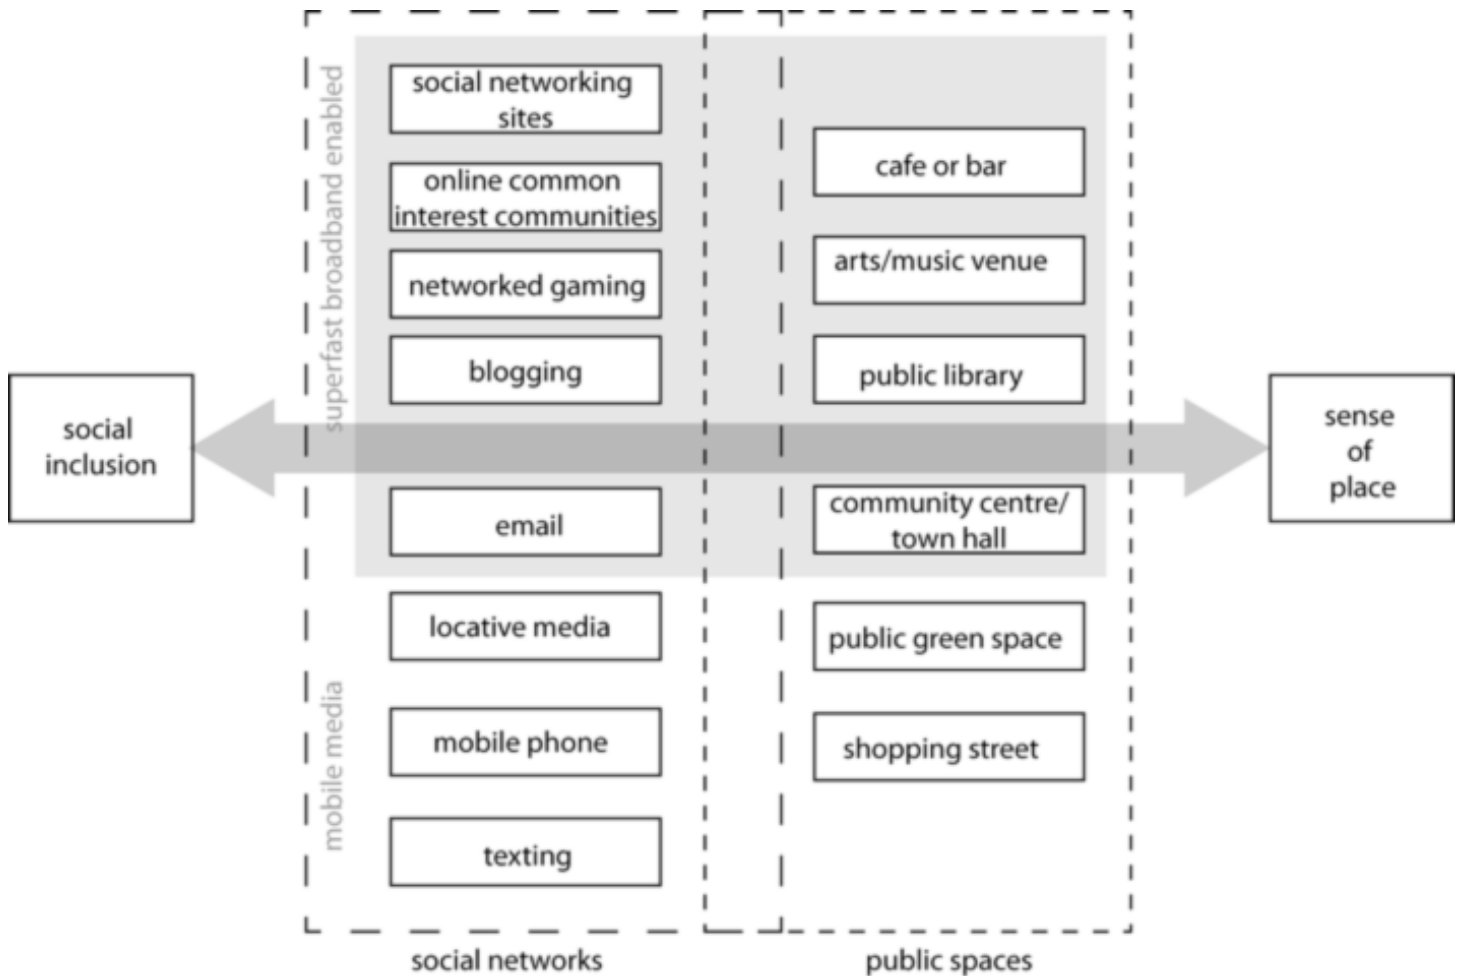 social
inclusion
superfast broadband enabled
mobile media
social networking
sites
online common
interest communities
networked gaming
blogging
email
locative media
mobile phone
texting
social networks
cafe or bar
arts/music venue
public library
community centre/
town hall
public green space
shopping street
public spaces
sense
of
place